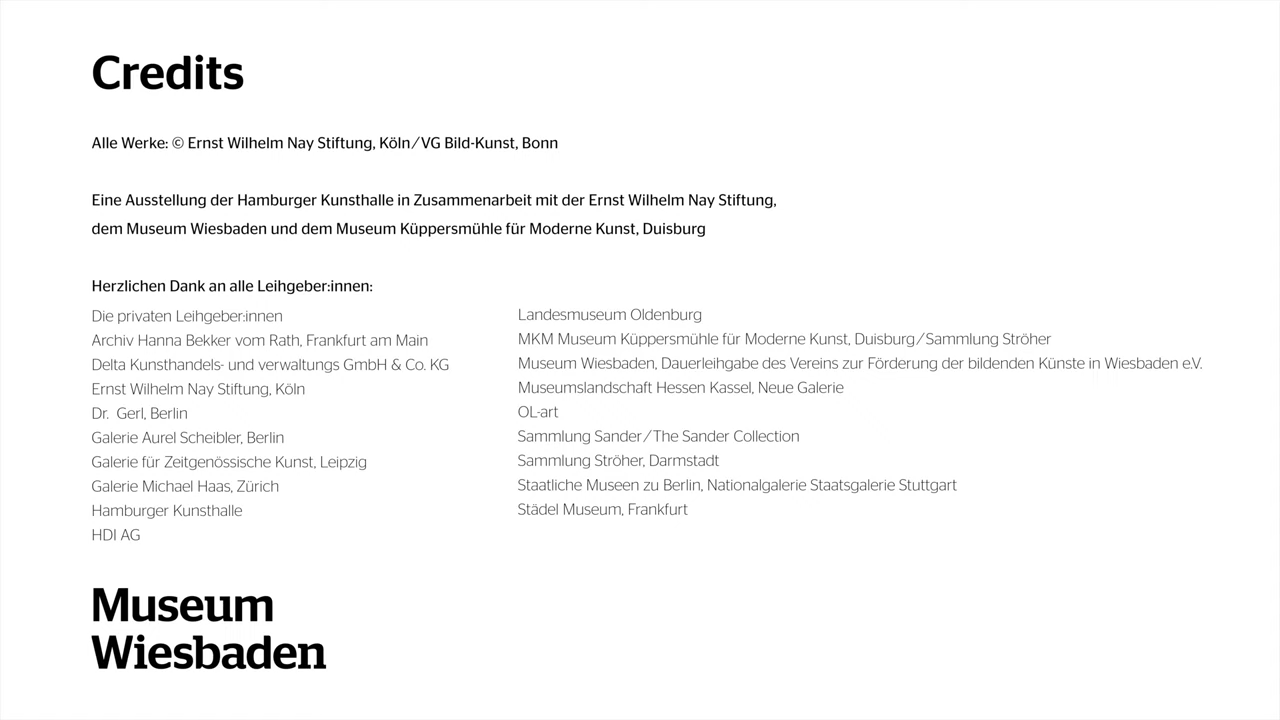 Credits
Alle Werke: © Ernst Wilhelm Nay Stiftung, Köln/VG Bild-Kunst, Bonn
Eine Ausstellung der Hamburger Kunsthalle in Zusammenarbeit mit der Ernst Wilhelm Nay Stiftung,
dem Museum Wiesbaden und dem Museum Küppersmühle für Moderne Kunst, Duisburg
Herzlichen Dank an alle Leihgeber:innen:
Die privaten Leihgeber:innen
Archiv Hanna Bekker vom Rath, Frankfurt am Main
Delta Kunsthandels- und verwaltungs GmbH & Co. KG
Ernst Wilhelm Nay Stiftung, Köln
Dr. Gerl, Berlin
Galerie Aurel Scheibler, Berlin
Galerie für Zeitgenössische Kunst, Leipzig
Galerie Michael Haas, Zürich
Hamburger Kunsthalle
HDI AG
Landesmuseum Oldenburg
MKM Museum Küppersmühle für Moderne Kunst, Duisburg/Sammlung Ströher
Museum Wiesbaden, Dauerleihgabe des Vereins zur Förderung der bildenden Künste in Wiesbaden e.V.
Museumslandschaft Hessen Kassel, Neue Galerie
OL-art
Sammlung Sander/The Sander Collection
Sammlung Ströher, Darmstadt
Staatliche Museen zu Berlin, Nationalgalerie Staatsgalerie Stuttgart
Städel Museum, Frankfurt
Museum
Wiesbaden